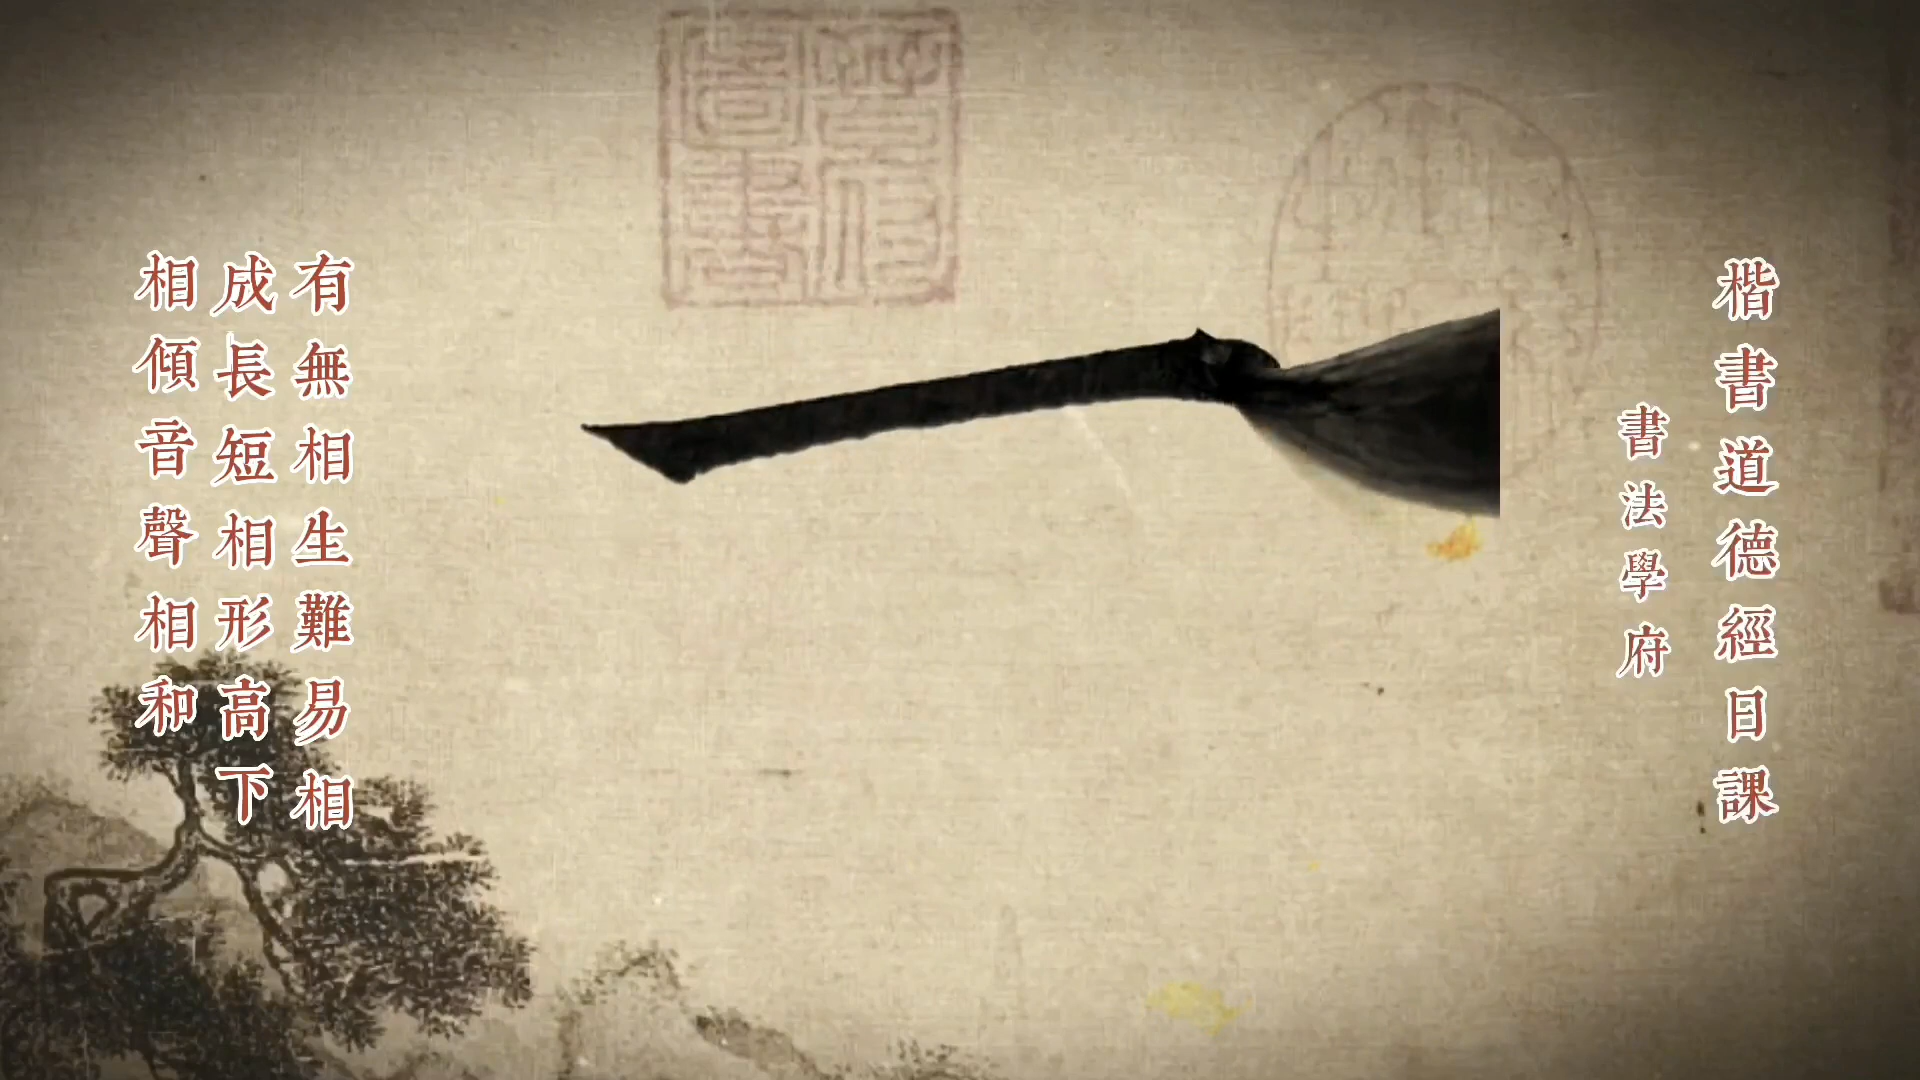 楷書道德經日課
書法學府
有無相生難易相
成長短相形高下
相傾音聲相和